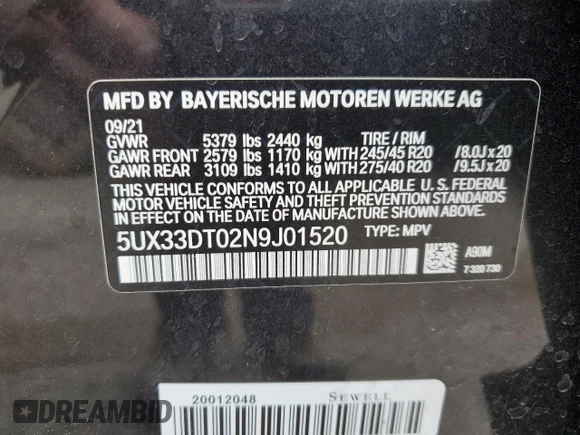 MFD BY BAYERISCHE MOTOREN WERKE AG
09/21
GVWR 5379 lbs 2440 kg TIRE / RIM
GAWR FRONT 2579 lbs 1170 kg WITH 245/45 R20 /8.0J x 20
GAWR REAR 3109 lbs 1410 kg WITH 275/40 R20 /9.5J x 20
THIS VEHICLE CONFORMS TO ALL APPLICABLE U. S. FEDERAL
MOTOR VEHICLE SAFETY AND THEFT PREVENTION STANDARDS
IN EFFECT ON THE DATE OF MANUFACTURE SHOWN ABOVE.
5UX33DT02N9J01520 TYPE: MPV
A90M
7 320 730
20012048 SEWELL
DREAMBID